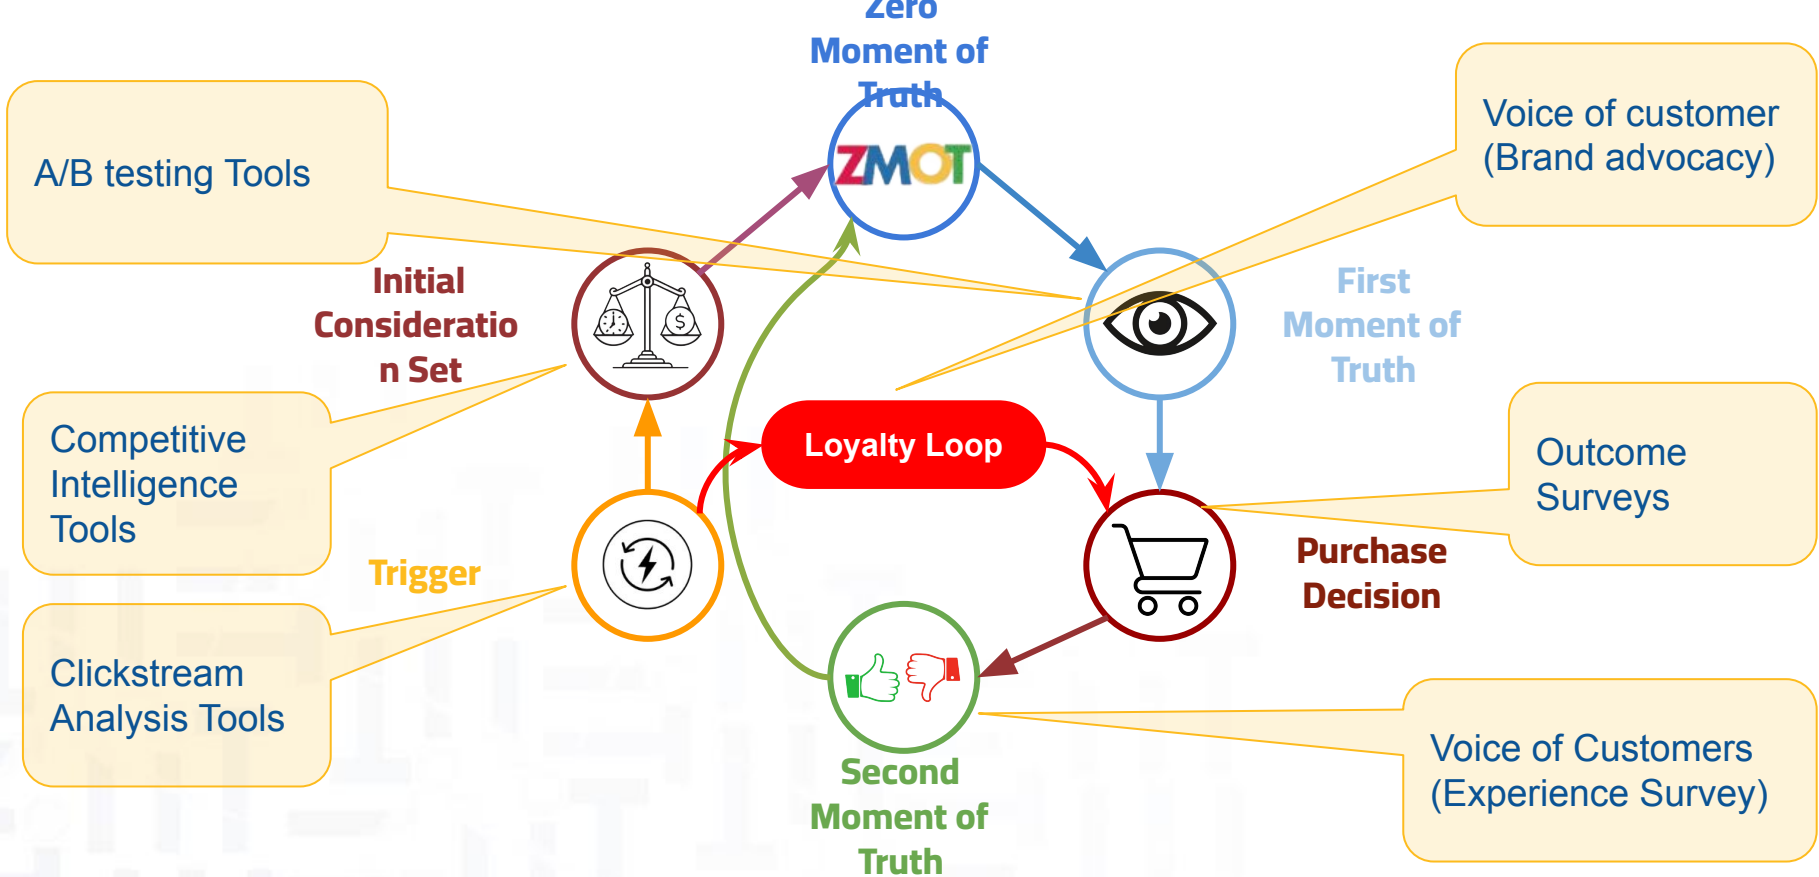 Zero
Moment of
Truth
ZMOT
A/B testing Tools
Voice of customer
(Brand advocacy)
Initial
Consideratio
n Set
$
First
Moment of
Truth
Competitive
Intelligence
Tools
Loyalty Loop
Outcome
Surveys
Trigger
Purchase
Decision
Clickstream
Analysis Tools
Second
Moment of
Truth
Voice of Customers
(Experience Survey)